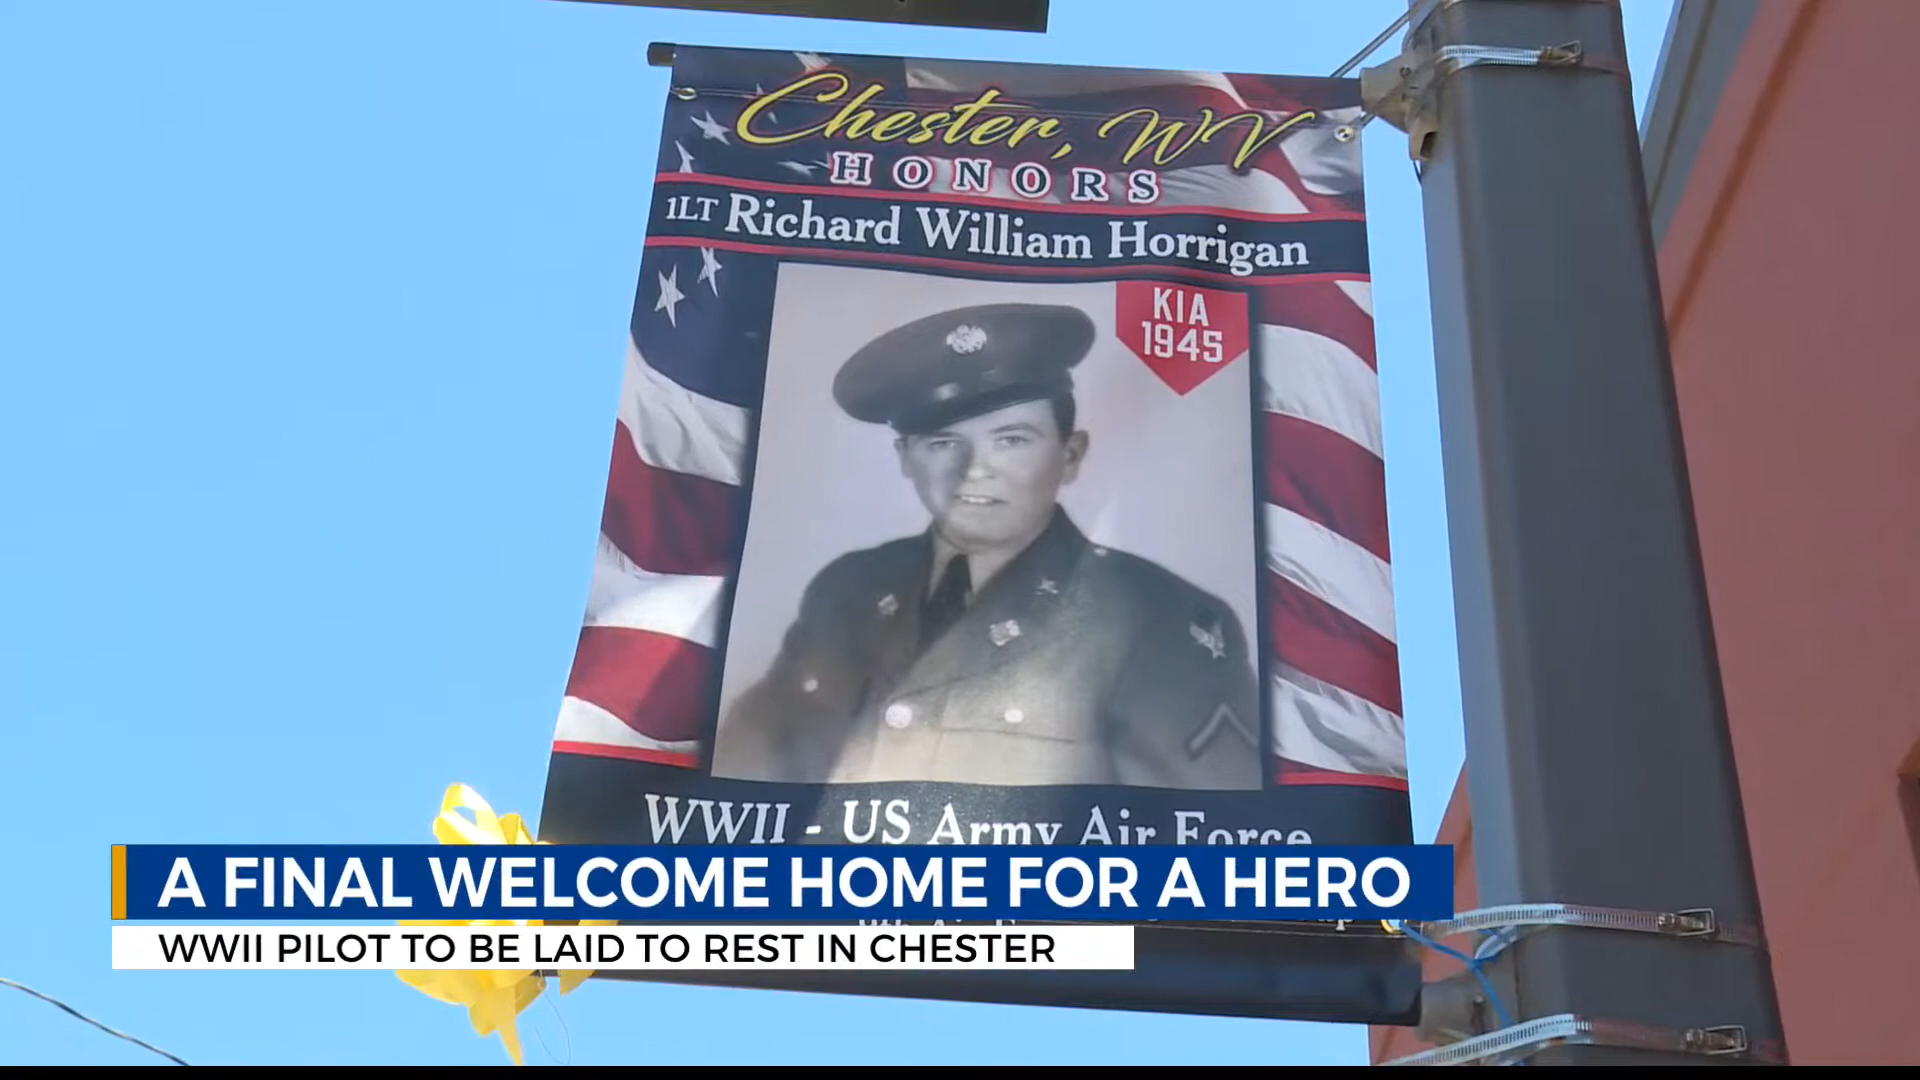 Chester, WV
HONORS
1LT Richard William Horrigan
KIA
1945
WWII - US Army Air Force
A FINAL WELCOME HOME FOR A HERO
WWII PILOT TO BE LAID TO REST IN CHESTER